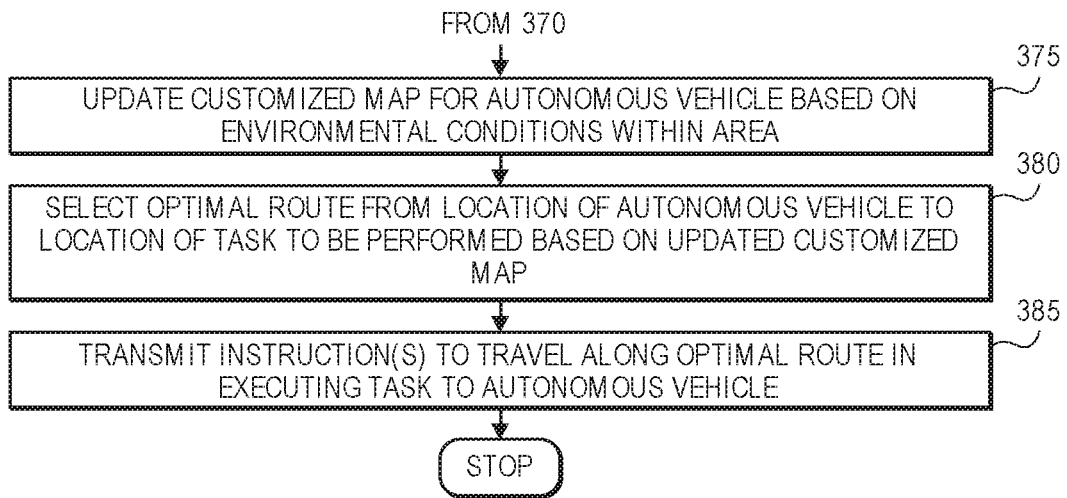 FROM 370
375
UPDATE CUSTOMIZED MAP FOR AUTONOMOUS VEHICLE BASED ON
ENVIRONMENTAL CONDITIONS WITHIN AREA
380
SELECT OPTIMAL ROUTE FROM LOCATION OF AUTONOMOUS VEHICLE TO
LOCATION OF TASK TO BE PERFORMED BASED ON UPDATED CUSTOMIZED
MAP
385
TRANSMIT INSTRUCTION(S) TO TRAVEL ALONG OPTIMAL ROUTE IN
EXECUTING TASK TO AUTONOMOUS VEHICLE
STOP